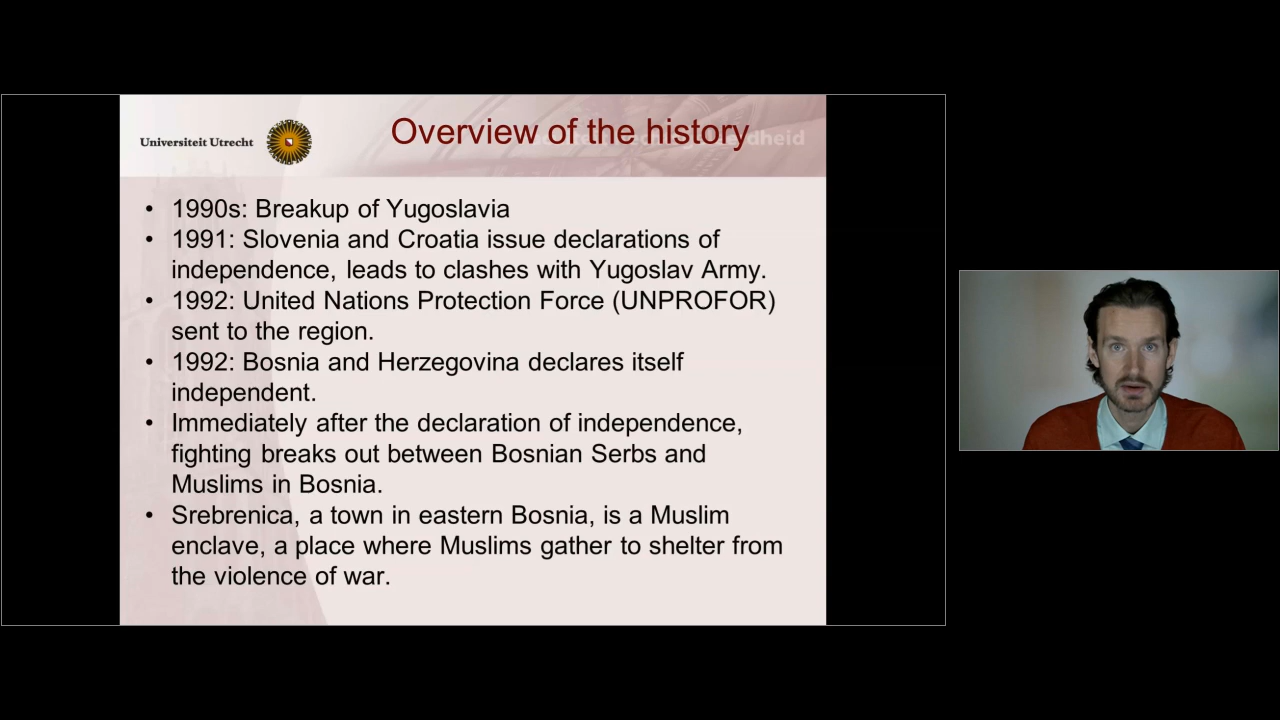 Universiteit Utrecht
Overview of the history
dheid
• 1990s: Breakup of Yugoslavia
• 1991: Slovenia and Croatia issue declarations of
independence, leads to clashes with Yugoslav Army.
• 1992: United Nations Protection Force (UNPROFOR)
sent to the region.
• 1992: Bosnia and Herzegovina declares itself
independent.
• Immediately after the declaration of independence,
fighting breaks out between Bosnian Serbs and
Muslims in Bosnia.
• Srebrenica, a town in eastern Bosnia, is a Muslim
enclave, a place where Muslims gather to shelter from
the violence of war.